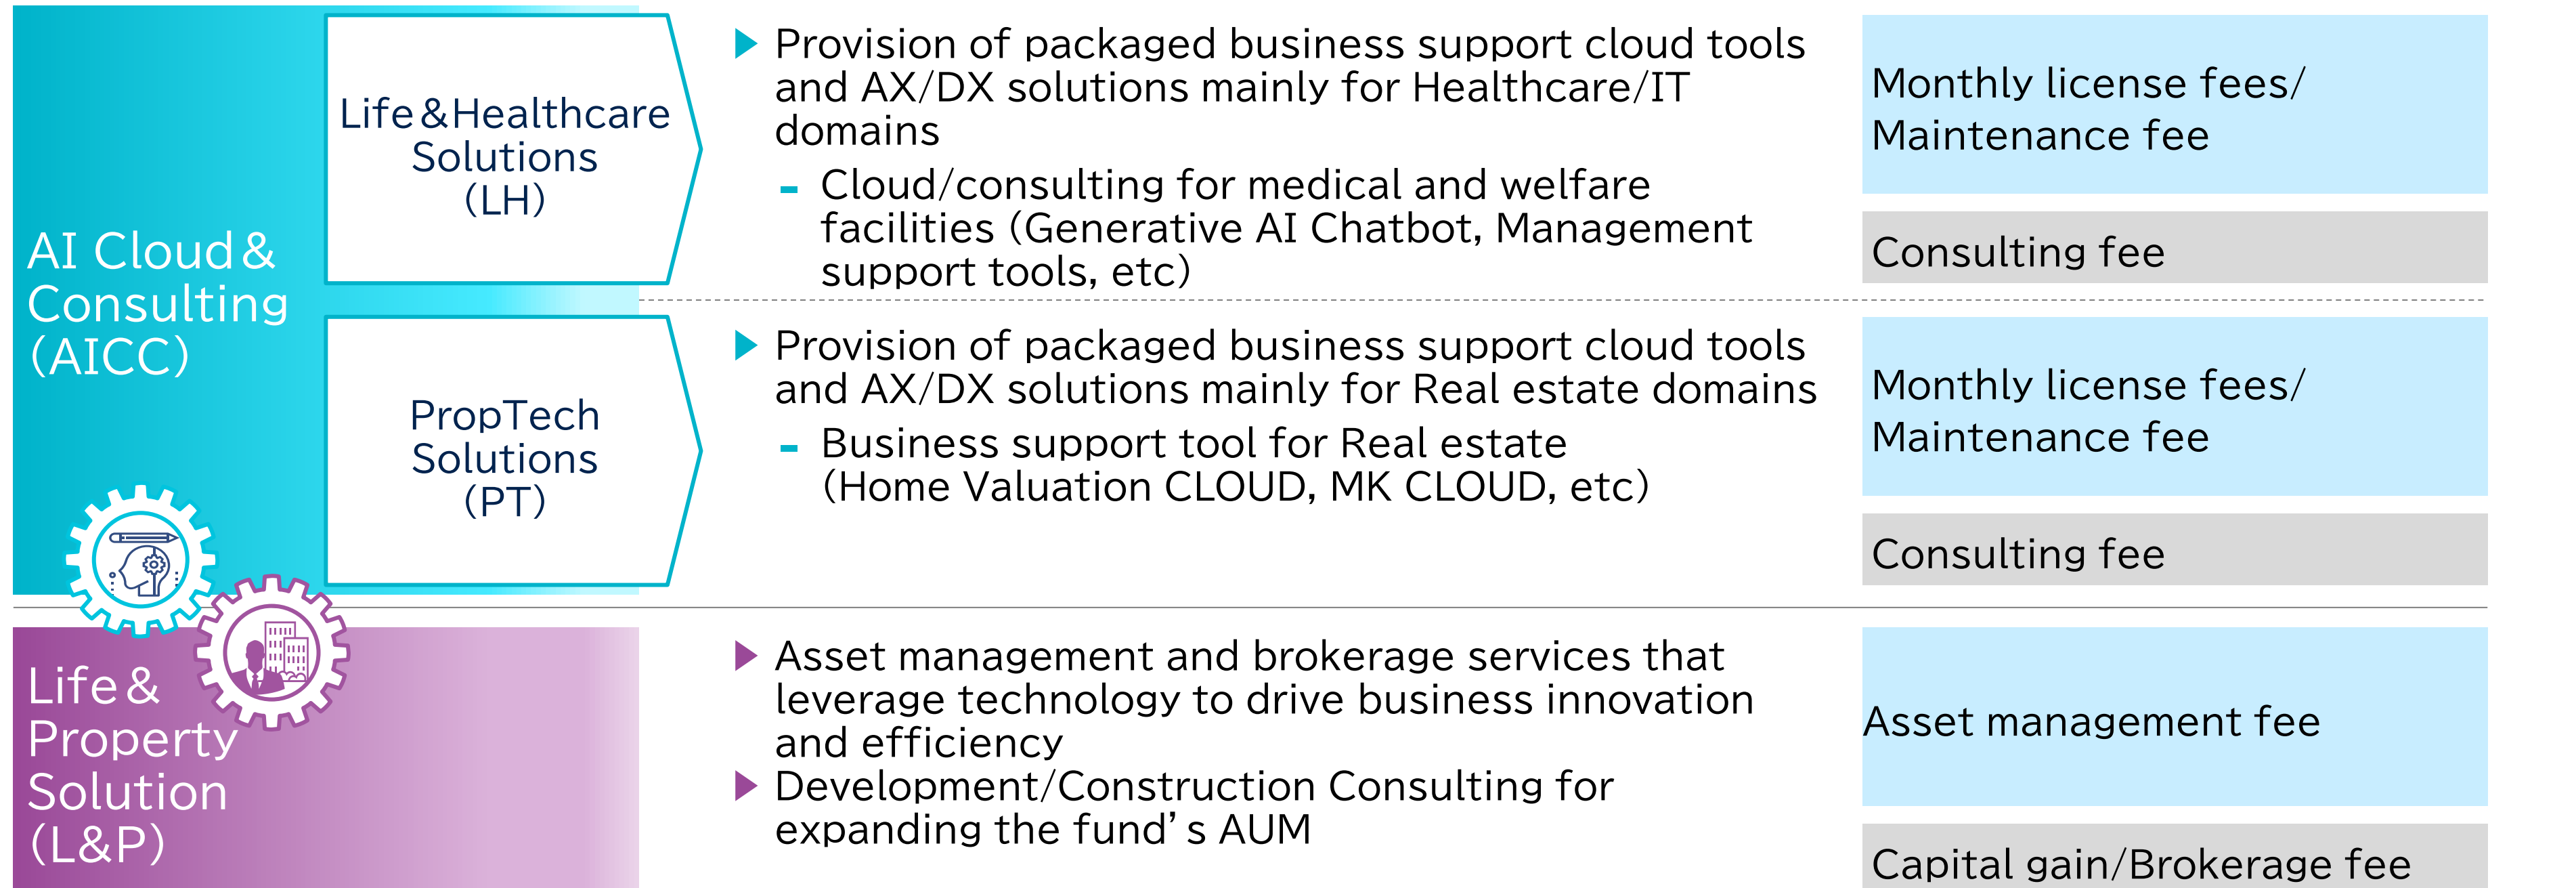 AI Cloud&
Consulting
(AICC)
Life&Healthcare
Solutions
(LH)
Provision of packaged business support cloud tools
and AX/DX solutions mainly for Healthcare/IT
domains
- Cloud/consulting for medical and welfare
facilities (Generative AI Chatbot, Management
support tools, etc)
Monthly license fees/
Maintenance fee
Consulting fee
PropTech
Solutions
(PT)
Provision of packaged business support cloud tools
and AX/DX solutions mainly for Real estate domains
- Business support tool for Real estate
(Home Valuation CLOUD, MK CLOUD, etc)
Monthly license fees/
Maintenance fee
Consulting fee
Life&
Property
Solution
(L&P)
Asset management and brokerage services that
leverage technology to drive business innovation
and efficiency
Development/Construction Consulting for
expanding the fund's AUM
Asset management fee
Capital gain/Brokerage fee